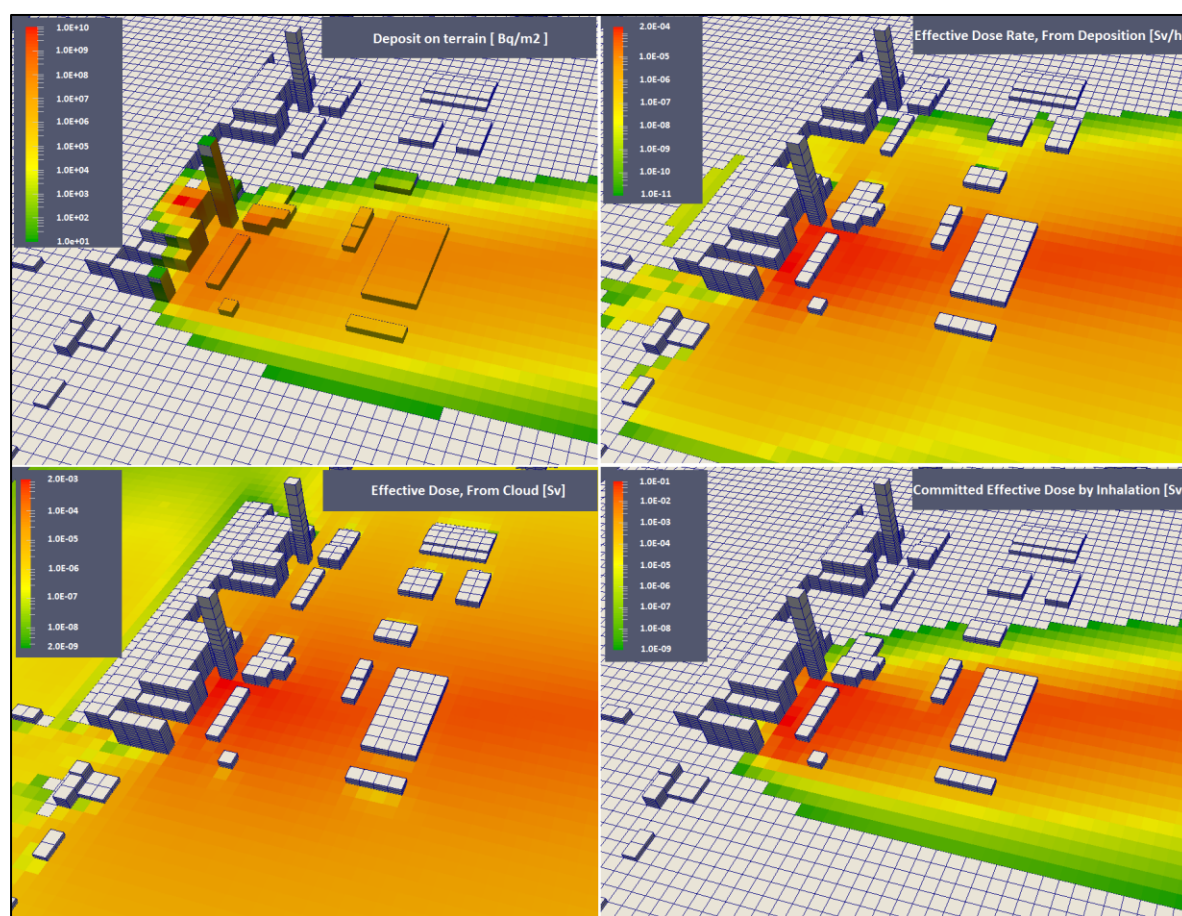 Deposit on terrain [ Bq/m2 ]
1.0E+10
1.0E+09
1.0E+08
1.0E+07
1.0E+06
1.0E+05
1.0E+04
1.0E+03
1.0E+02
1.0e+01
Effective Dose Rate, From Deposition [Sv/h
2.0E-04
1.0E-05
1.0E-06
1.0E-07
1.0E-08
1.0E-09
1.0E-10
1.0E-11
Effective Dose, From Cloud [Sv]
2.0E-03
1.0E-04
1.0E-05
1.0E-06
1.0E-07
1.0E-08
2.0E-09
Committed Effective Dose by Inhalation [Sv
1.0E-01
1.0E-02
1.0E-03
1.0E-04
1.0E-05
1.0E-06
1.0E-07
1.0E-08
1.0E-09